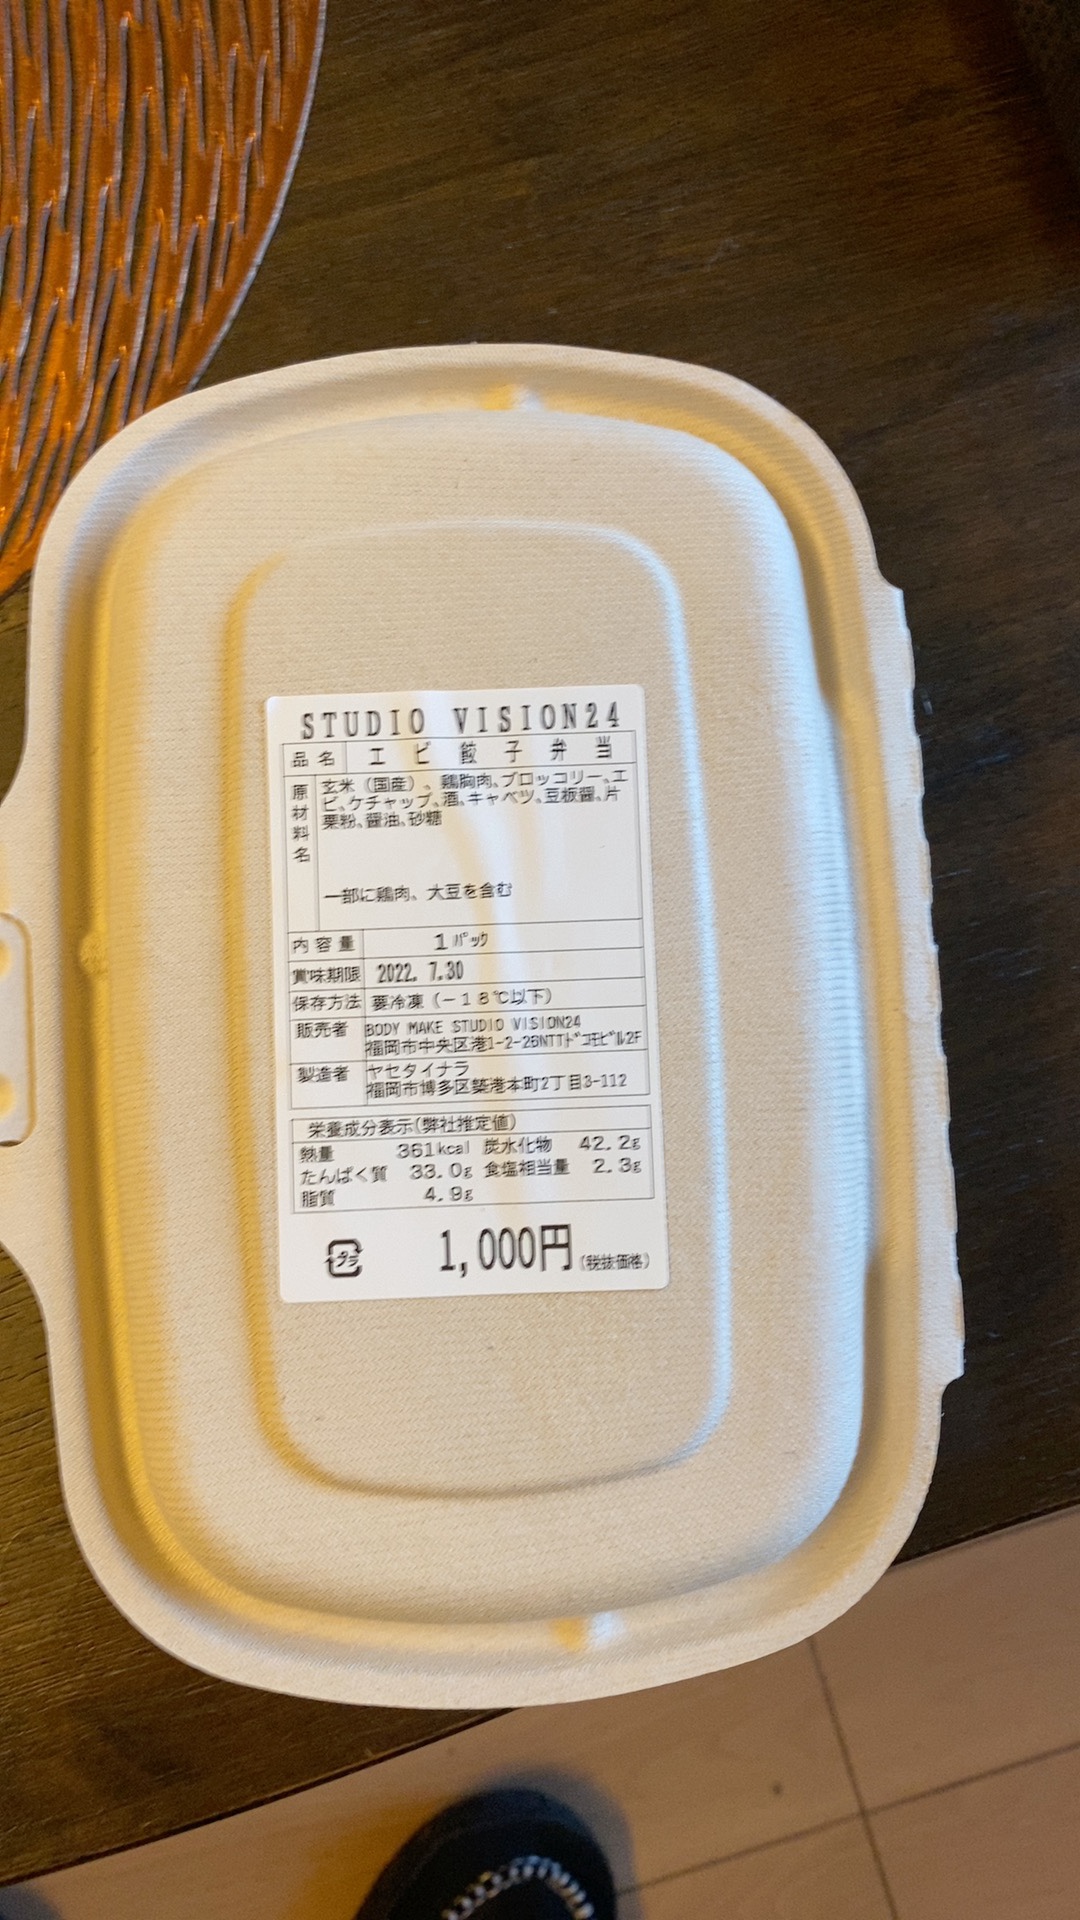 STUDIO VISION24
品名 エビ餃子弁当
原材料名 玄米（国産）、鶏胸肉、ブロッコリー、エ
ビ、ケチャップ、酒、キャベツ、豆板醤、片
栗粉、醤油、砂糖
一部に鶏肉、大豆を含む
内容量 1パック
賞味期限 2022. 7.30
保存方法 要冷凍（－１８℃以下）
販売者 BODY MAKE STUDIO VISION24
福岡市中央区港1-2-26NTTドコモビル2F
製造者 ヤセタイナラ
福岡市博多区築港本町2丁目3-112
栄養成分表示(弊社推定値)
熱量 361kcal 炭水化物 42.2g
たんぱく質 33.0g 食塩相当量 2.3g
脂質 4.9g
プラ 1,000円(税抜価格)